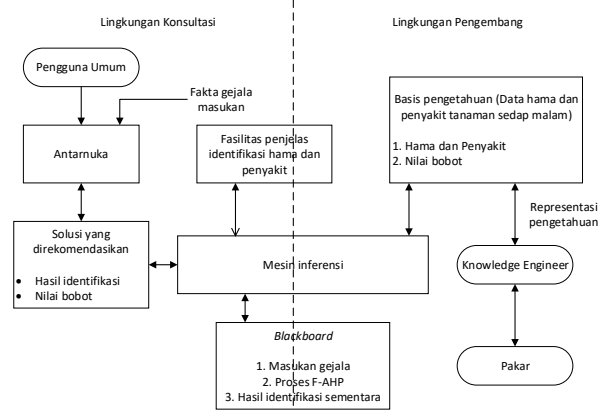 Lingkungan Konsultasi
Lingkungan Pengembang
Pengguna Umum
Fakta gejala
masukan
Antarnuka
Fasilitas penjelas
identifikasi hama dan
penyakit
Basis pengetahuan (Data hama dan
penyakit tanaman sedap malam)
1. Hama dan Penyakit
2. Nilai bobot
Solusi yang
direkomendasikan
• Hasil identifikasi
• Nilai bobot
Mesin inferensi
Representasi
pengetahuan
Knowledge Engineer
Blackboard
1. Masukan gejala
2. Proses F-AHP
3. Hasil identifikasi sementara
Pakar